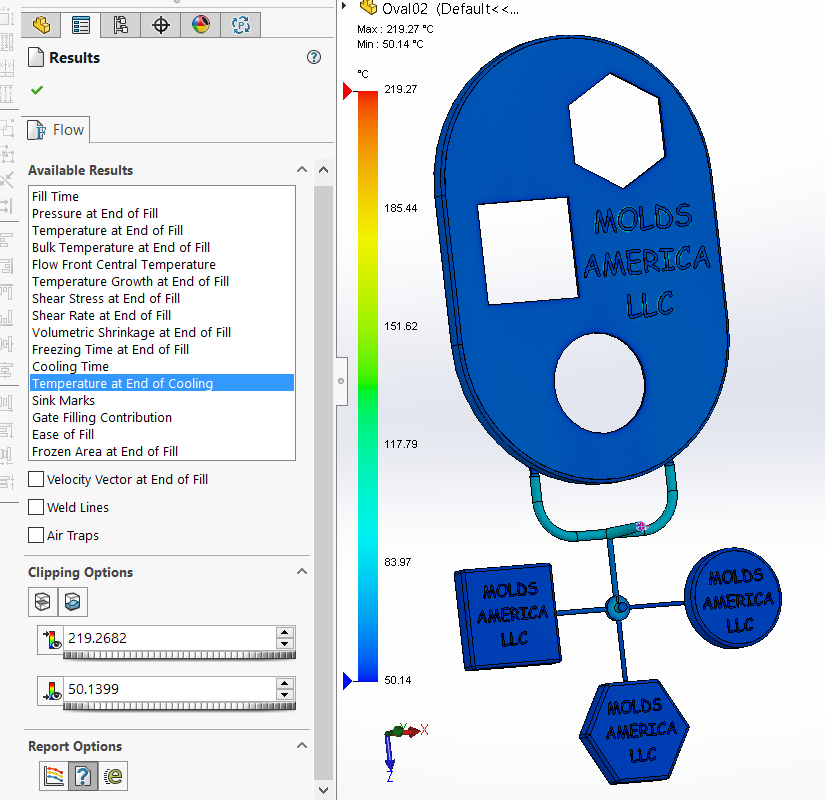 Oval02 (Default<<...
Results
Flow
Available Results
Fill Time
Pressure at End of Fill
Temperature at End of Fill
Bulk Temperature at End of Fill
Flow Front Central Temperature
Temperature Growth at End of Fill
Shear Stress at End of Fill
Shear Rate at End of Fill
Volumetric Shrinkage at End of Fill
Freezing Time at End of Fill
Cooling Time
Temperature at End of Cooling
Sink Marks
Gate Filling Contribution
Ease of Fill
Frozen Area at End of Fill
Velocity Vector at End of Fill
Weld Lines
Air Traps
Clipping Options
219.2682
50.1399
Report Options
Max : 219.27 °C
Min : 50.14 °C
°C
219.27
185.44
151.62
117.79
83.97
50.14
MOLDS
AMERICA
LLC
MOLDS
AMERICA
LLC
MOLDS
AMERICA
LLC
MOLDS
AMERICA
LLC
Y
X
Z